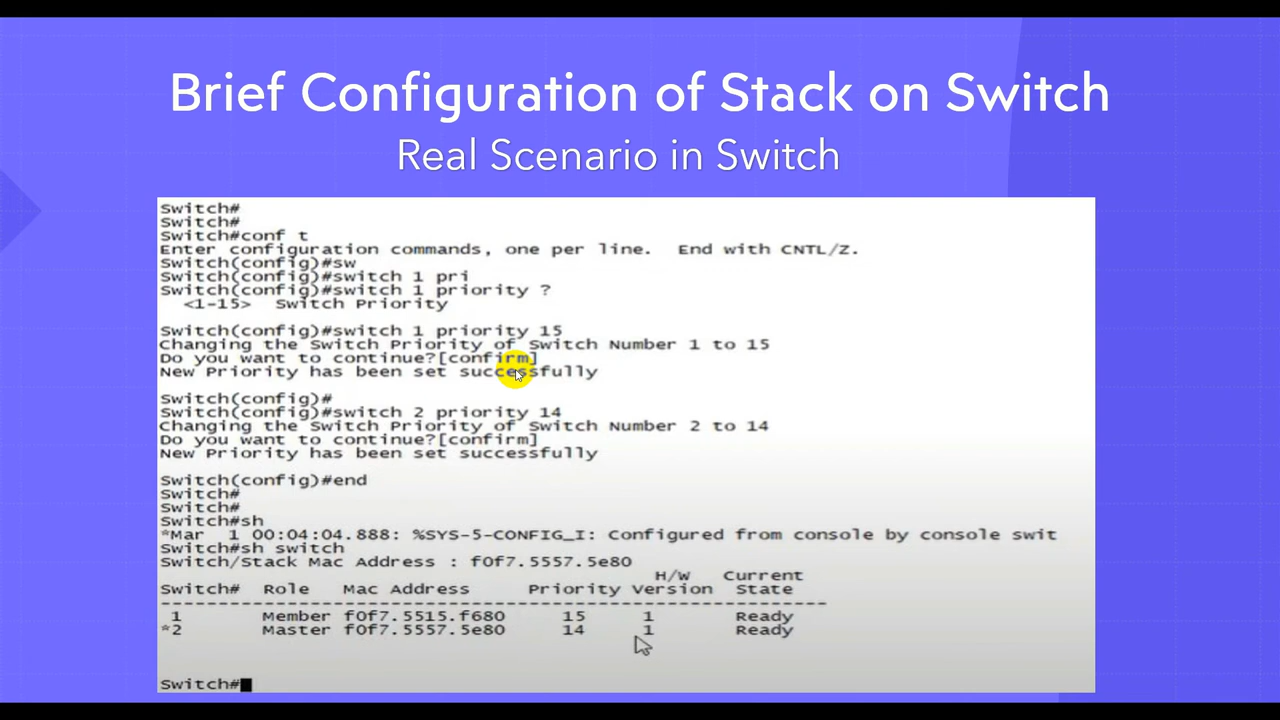 Brief Configuration of Stack on Switch
Real Scenario in Switch
Switch#
Switch#
Switch#conf t
Enter configuration commands, one per line.  End with CNTL/Z.
Switch(config)#sw
Switch(config)#switch 1 pri
Switch(config)#switch 1 priority ?
<1-15>  Switch Priority
Switch(config)#switch 1 priority 15
Changing the Switch Priority of Switch Number 1 to 15
Do you want to continue?[confirm]
New Priority has been set successfully
Switch(config)#
Switch(config)#switch 2 priority 14
Changing the Switch Priority of Switch Number 2 to 14
Do you want to continue?[confirm]
New Priority has been set successfully
Switch(config)#end
Switch#
Switch#
Switch#sh
*Mar  1 00:04:04.888: %SYS-5-CONFIG_I: Configured from console by console swit
Switch#sh switch
Switch/Stack Mac Address : f0f7.5557.5e80
H/W   Current
Switch#  Role   Mac Address     Priority Version  State
----------------------------------------------------------
1       Member f0f7.5515.f680     15     1       Ready
*2       Master f0f7.5557.5e80     14     1       Ready
Switch#